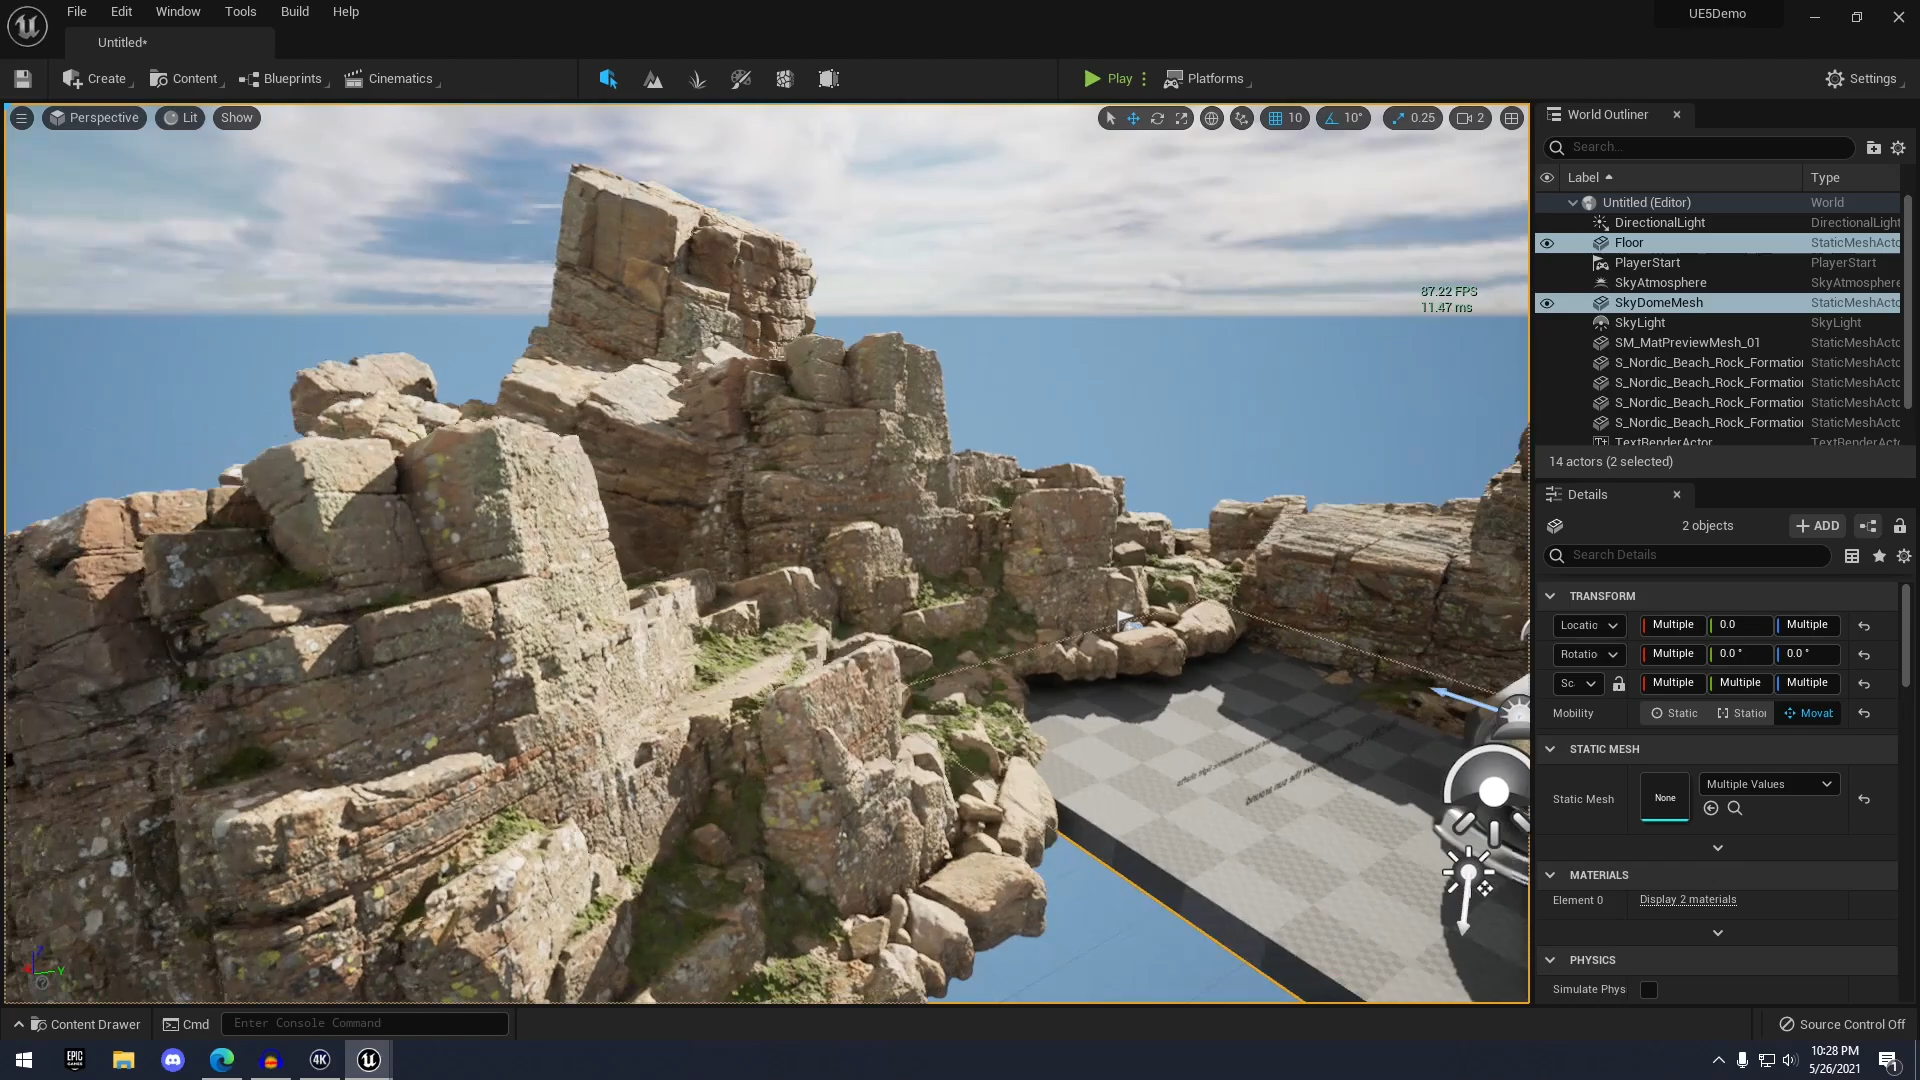 File Edit Window Tools Build Help
UE5Demo
Untitled*
Create Content Blueprints Cinematics
Play Platforms Settings
Perspective Lit Show
10 10° 0.25 2
87.22 FPS
11.47 ms
World Outliner
Search...
Label Type
Untitled (Editor) World
DirectionalLight DirectionalLight
Floor StaticMeshActo
PlayerStart PlayerStart
SkyAtmosphere SkyAtmosphere
SkyDomeMesh StaticMeshActo
SkyLight SkyLight
SM_MatPreviewMesh_01 StaticMeshActo
S_Nordic_Beach_Rock_Formation StaticMeshActo
S_Nordic_Beach_Rock_Formation StaticMeshActo
S_Nordic_Beach_Rock_Formation StaticMeshActo
S_Nordic_Beach_Rock_Formation StaticMeshActo
TextRenderActor TextRenderActo
14 actors (2 selected)
Details
2 objects ADD
Search Details
TRANSFORM
Locatic Multiple 0.0 Multiple
Rotatio Multiple 0.0 ° 0.0 °
Sc Multiple Multiple Multiple
Mobility Static Station Movat
STATIC MESH
Static Mesh None Multiple Values
MATERIALS
Element 0 Display 2 materials
PHYSICS
Simulate Phys
Z
Y
Content Drawer Cmd Enter Console Command
Source Control Off
EPIC
GAMES
4K
10:28 PM
5/26/2021
1